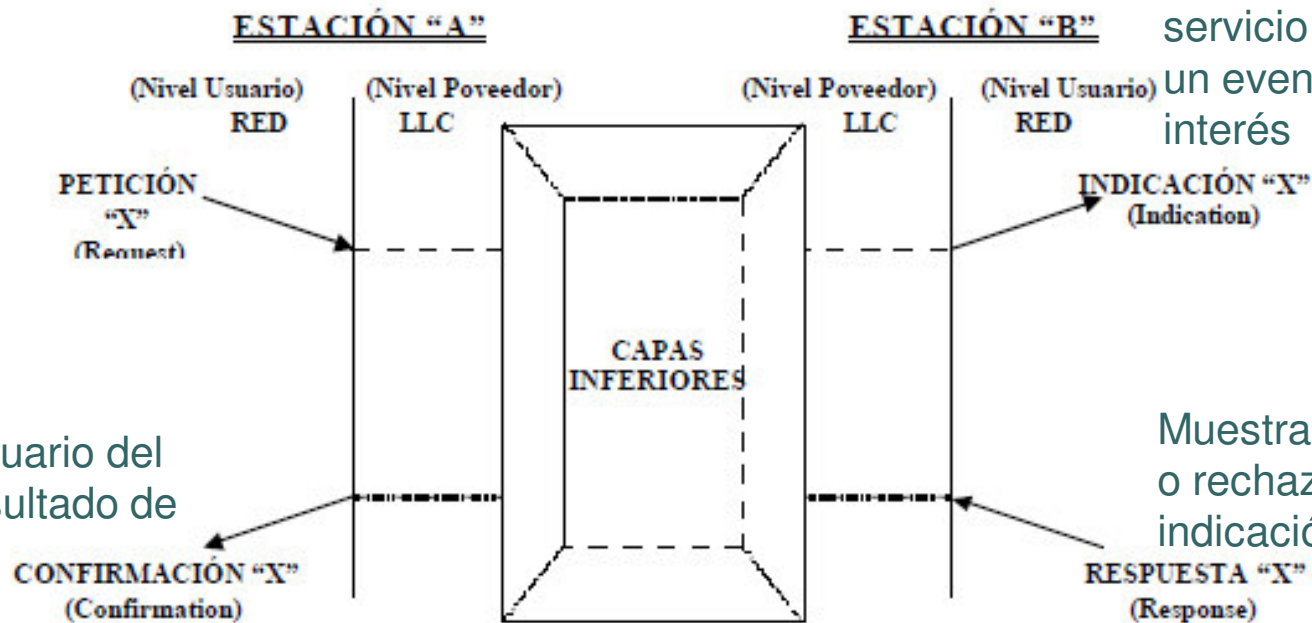 ESTACIÓN “A”
(Nivel Usuario)
RED
(Nivel Poveedor)
LLC
PETICIÓN
“X”
(Request)
CAPAS
INFERIORES
uario del
sultado de
CONFIRMACIÓN “X”
(Confirmation)
ESTACIÓN “B”
(Nivel Poveedor)
LLC
(Nivel Usuario)
RED
servicio
un even
interés
INDICACIÓN “X”
(Indication)
Muestra
o rechaz
indicació
RESPUESTA “X”
(Response)